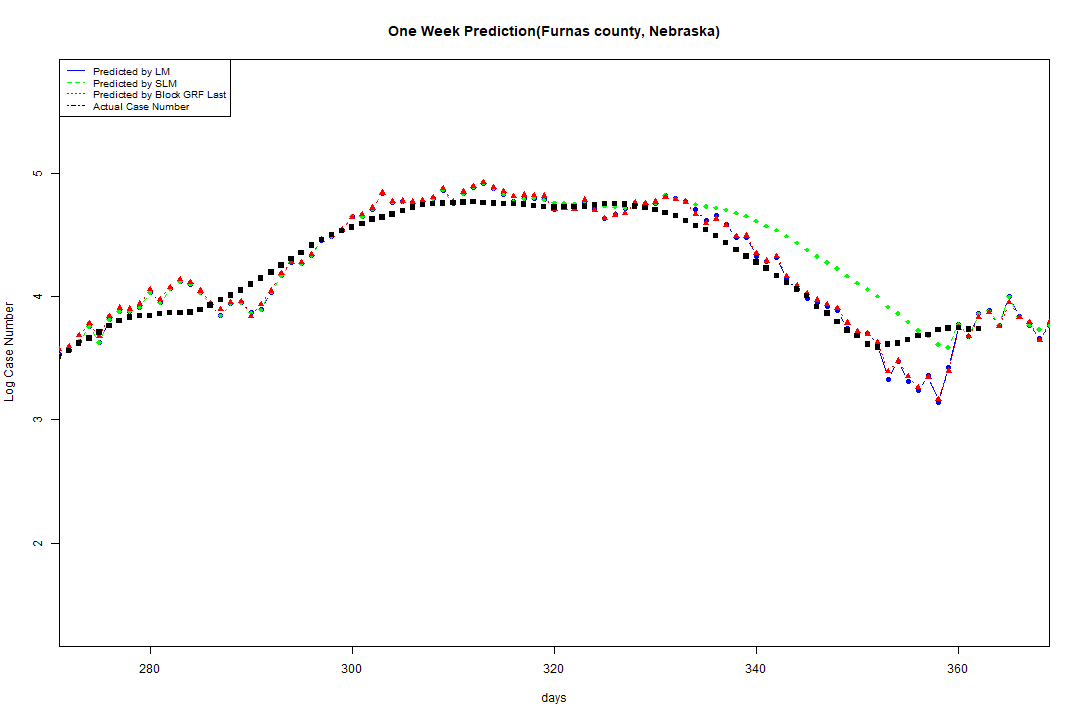 One Week Prediction(Furnas county, Nebraska)
Predicted by LM
Predicted by SLM
Predicted by Block GRF Last
Actual Case Number
Log Case Number
5
4
3
2
280 300 320 340 360
days